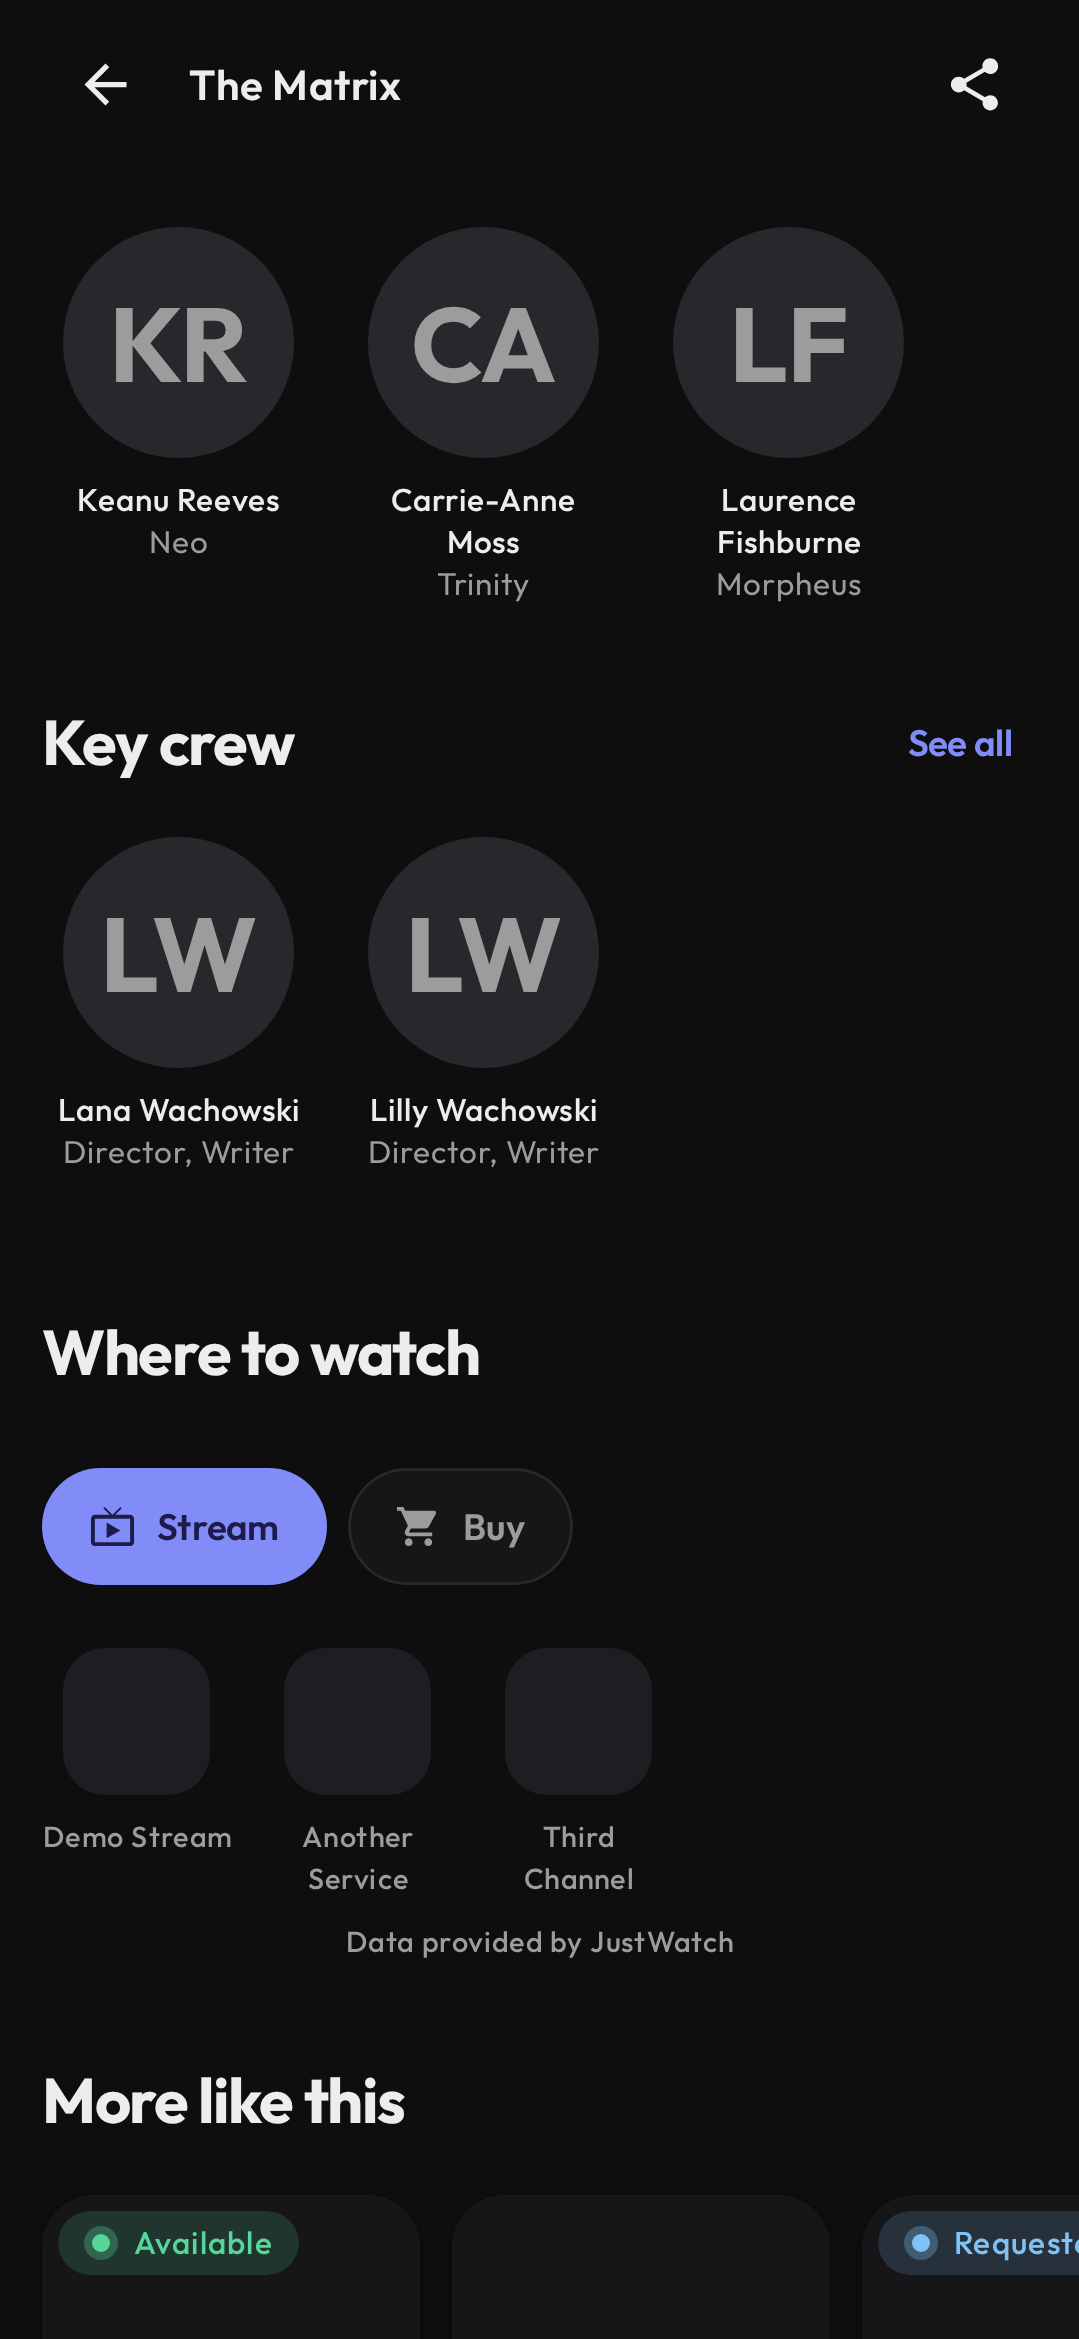 The Matrix
KR
CA
LF
Keanu Reeves
Neo
Carrie-Anne
Moss
Trinity
Laurence
Fishburne
Morpheus
Key crew
See all
LW
LW
Lana Wachowski
Director, Writer
Lilly Wachowski
Director, Writer
Where to watch
Stream
Buy
Demo Stream
Another
Service
Third
Channel
Data provided by JustWatch
More like this
Available